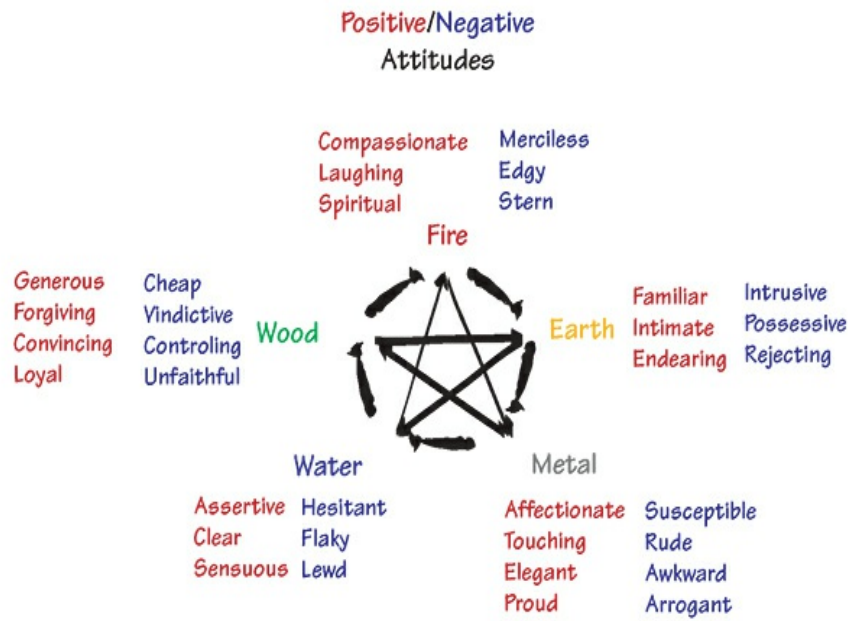 Positive/Negative
Attitudes
Compassionate Merciless
Laughing Edgy
Spiritual Stern
Fire
Generous Cheap
Forgiving Vindictive
Convincing Controling
Loyal Unfaithful
Wood
Earth
Familiar Intrusive
Intimate Possessive
Endearing Rejecting
Water
Assertive Hesitant
Clear Flaky
Sensuous Lewd
Metal
Affectionate Susceptible
Touching Rude
Elegant Awkward
Proud Arrogant